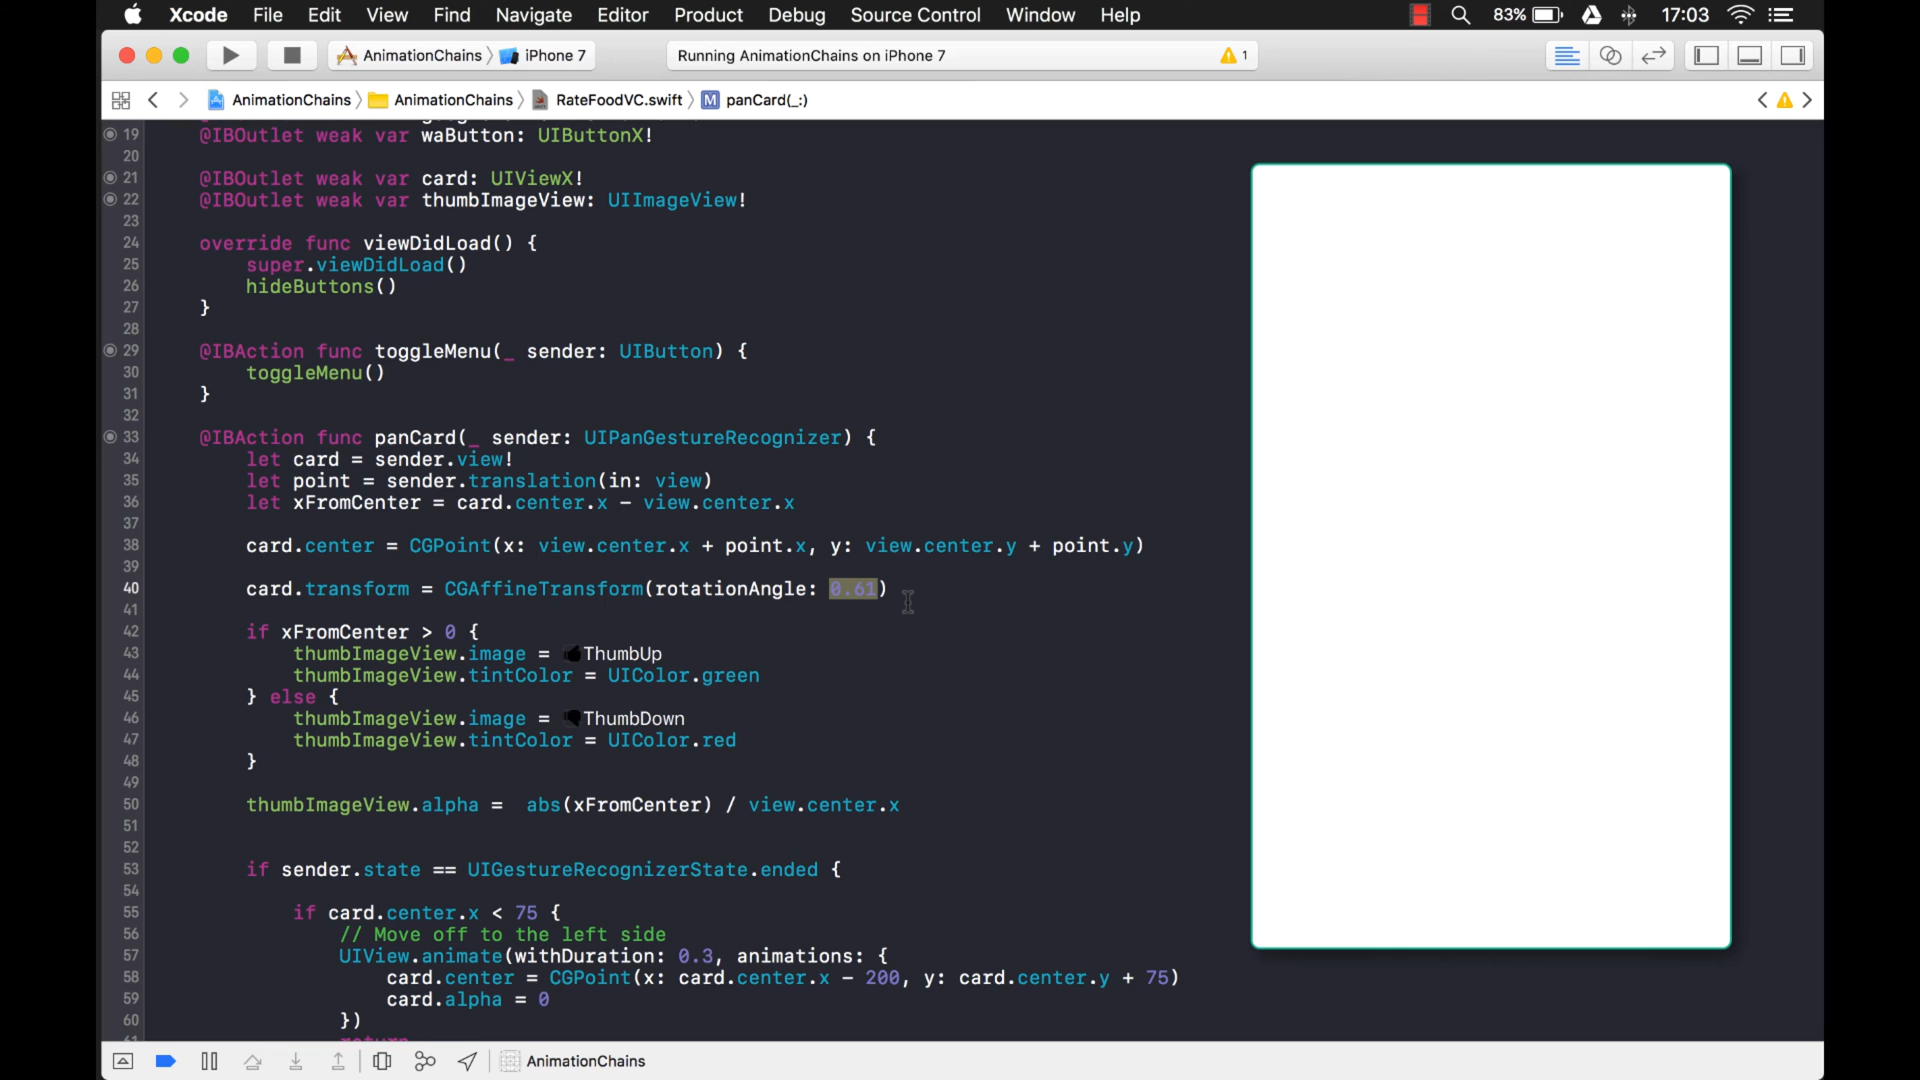 Xcode File Edit View Find Navigate Editor Product Debug Source Control Window Help 83% 17:03
AnimationChains iPhone 7 Running AnimationChains on iPhone 7 1
AnimationChains AnimationChains RateFoodVC.swift M panCard(_:)
19 @IBOutlet weak var waButton: UIButtonX!
20
21 @IBOutlet weak var card: UIViewX!
22 @IBOutlet weak var thumbImageView: UIImageView!
23
24 override func viewDidLoad() {
25 super.viewDidLoad()
26 hideButtons()
27 }
28
29 @IBAction func toggleMenu(_ sender: UIButton) {
30 toggleMenu()
31 }
32
33 @IBAction func panCard(_ sender: UIPanGestureRecognizer) {
34 let card = sender.view!
35 let point = sender.translation(in: view)
36 let xFromCenter = card.center.x - view.center.x
37
38 card.center = CGPoint(x: view.center.x + point.x, y: view.center.y + point.y)
39
40 card.transform = CGAffineTransform(rotationAngle: 0.61)
41
42 if xFromCenter > 0 {
43 thumbImageView.image = ThumbUp
44 thumbImageView.tintColor = UIColor.green
45 } else {
46 thumbImageView.image = ThumbDown
47 thumbImageView.tintColor = UIColor.red
48 }
49
50 thumbImageView.alpha = abs(xFromCenter) / view.center.x
51
52
53 if sender.state == UIGestureRecognizerState.ended {
54
55 if card.center.x < 75 {
56 // Move off to the left side
57 UIView.animate(withDuration: 0.3, animations: {
58 card.center = CGPoint(x: card.center.x - 200, y: card.center.y + 75)
59 card.alpha = 0
60 })
AnimationChains